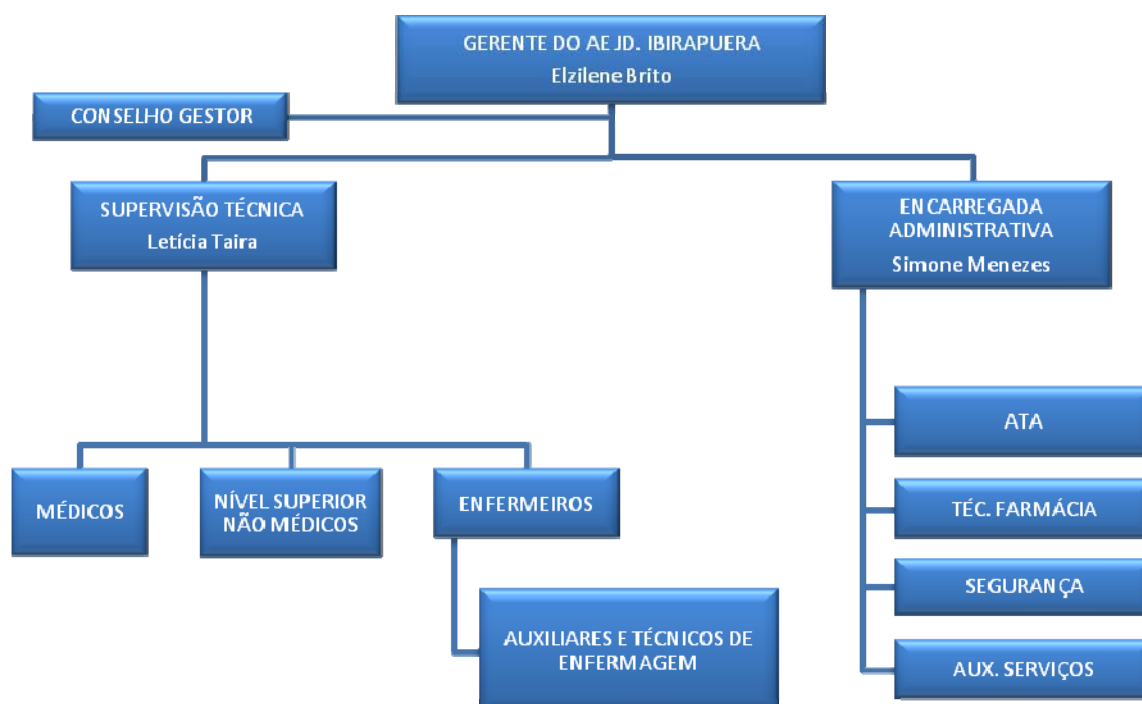 GERENTE DO AE JD. IBIRAPUERA
Elzilene Brito
CONSELHO GESTOR
SUPERVISÃO TÉCNICA
Letícia Taira
ENCARREGADA
ADMINISTRATIVA
Simone Menezes
MÉDICOS
NÍVEL SUPERIOR
NÃO MÉDICOS
ENFERMEIROS
AUXILIARES E TÉCNICOS DE
ENFERMAGEM
ATA
TÉC. FARMÁCIA
SEGURANÇA
AUX. SERVIÇOS